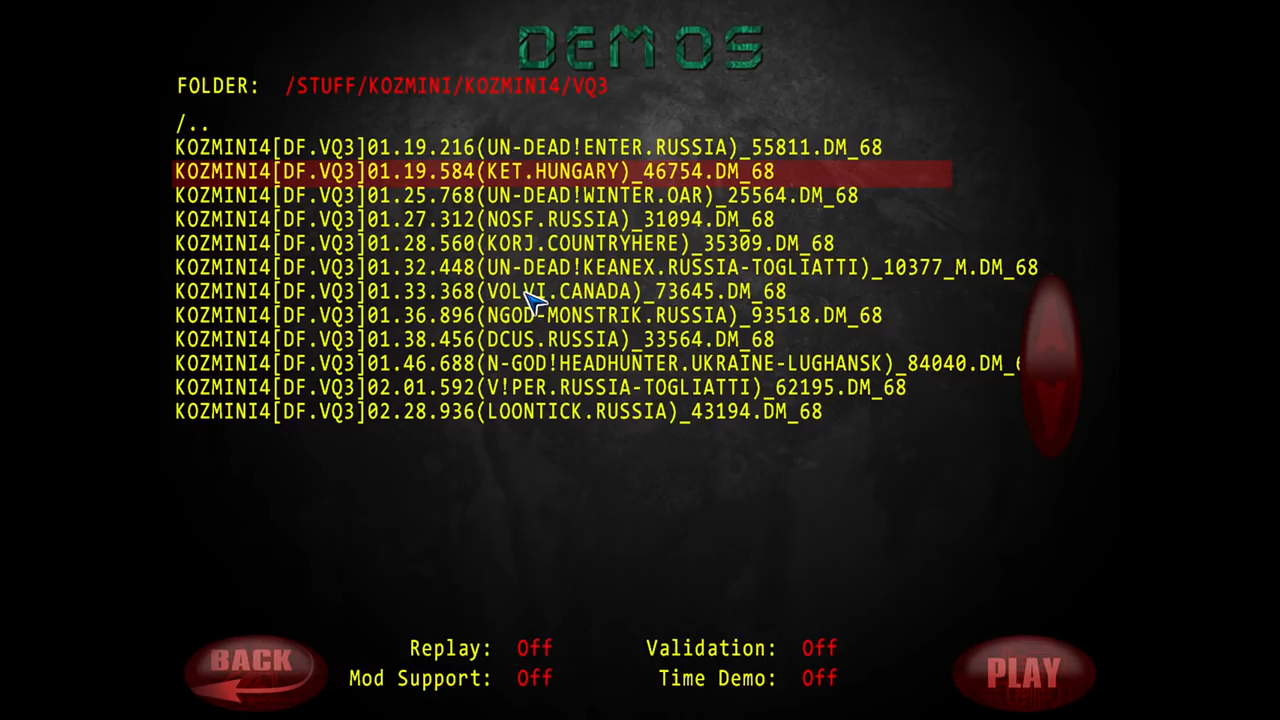 DEMOS
FOLDER: /STUFF/KOZMINI/KOZMINI4/VQ3
/..
KOZMINI4[DF.VQ3]01.19.216(UN-DEAD!ENTER.RUSSIA)_55811.DM_68
KOZMINI4[DF.VQ3]01.19.584(KET.HUNGARY)_46754.DM_68
KOZMINI4[DF.VQ3]01.25.768(UN-DEAD!WINTER.OAR)_25564.DM_68
KOZMINI4[DF.VQ3]01.27.312(NOSF.RUSSIA)_31094.DM_68
KOZMINI4[DF.VQ3]01.28.560(KORJ.COUNTRYHERE)_35309.DM_68
KOZMINI4[DF.VQ3]01.32.448(UN-DEAD!KEANEX.RUSSIA-TOGLIATTI)_10377_M.DM_68
KOZMINI4[DF.VQ3]01.33.368(VOLVI.CANADA)_73645.DM_68
KOZMINI4[DF.VQ3]01.36.896(NGOD-MONSTRIK.RUSSIA)_93518.DM_68
KOZMINI4[DF.VQ3]01.38.456(DCUS.RUSSIA)_33564.DM_68
KOZMINI4[DF.VQ3]01.46.688(N-GOD!HEADHUNTER.UKRAINE-LUGHANSK)_84040.DM_6
KOZMINI4[DF.VQ3]02.01.592(V!PER.RUSSIA-TOGLIATTI)_62195.DM_68
KOZMINI4[DF.VQ3]02.28.936(LOONTICK.RUSSIA)_43194.DM_68
Replay: Off Validation: Off
Mod Support: Off Time Demo: Off
BACK
PLAY